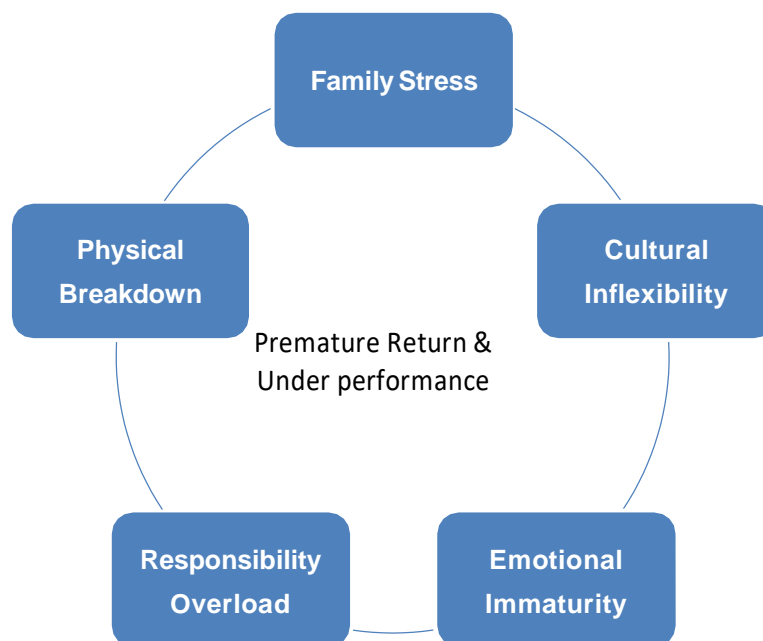 Family Stress
Physical
Breakdown
Cultural
Inflexibility
Premature Return &
Under performance
Responsibility
Overload
Emotional
Immaturity